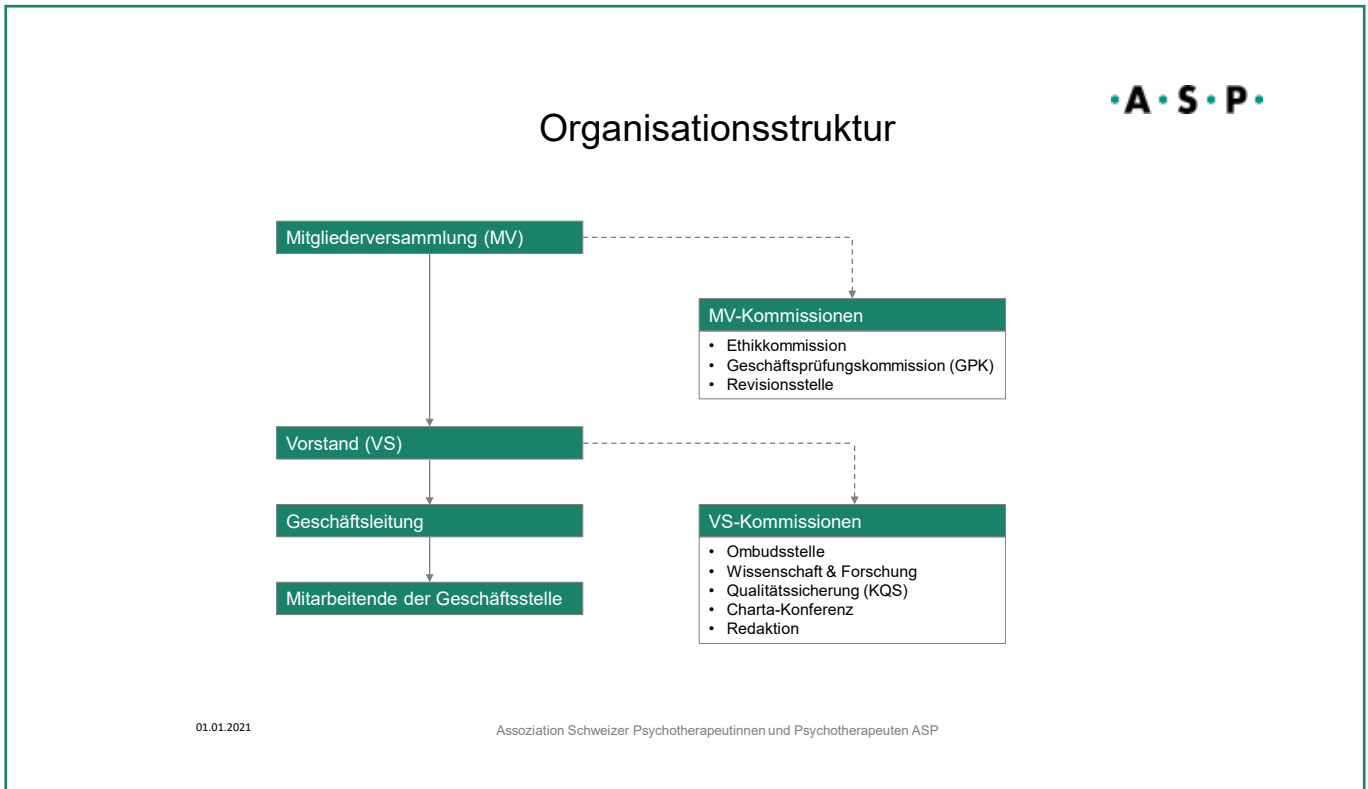 ·A·S·P·
Organisationsstruktur
Mitgliederversammlung (MV)
MV-Kommissionen
• Ethikkommission
• Geschäftsprüfungskommission (GPK)
• Revisionsstelle
Vorstand (VS)
Geschäftsleitung
Mitarbeitende der Geschäftsstelle
VS-Kommissionen
• Ombudsstelle
• Wissenschaft & Forschung
• Qualitätssicherung (KQS)
• Charta-Konferenz
• Redaktion
01.01.2021
Assoziation Schweizer Psychotherapeutinnen und Psychotherapeuten ASP